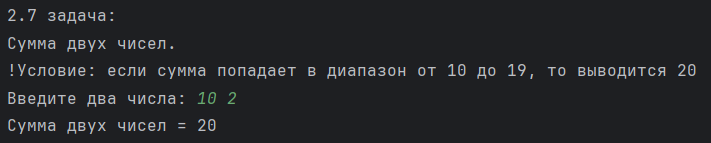 2.7 задача:
Сумма двух чисел.
!Условие: если сумма попадает в диапазон от 10 до 19, то выводится 20
Введите два числа: 10 2
Сумма двух чисел = 20